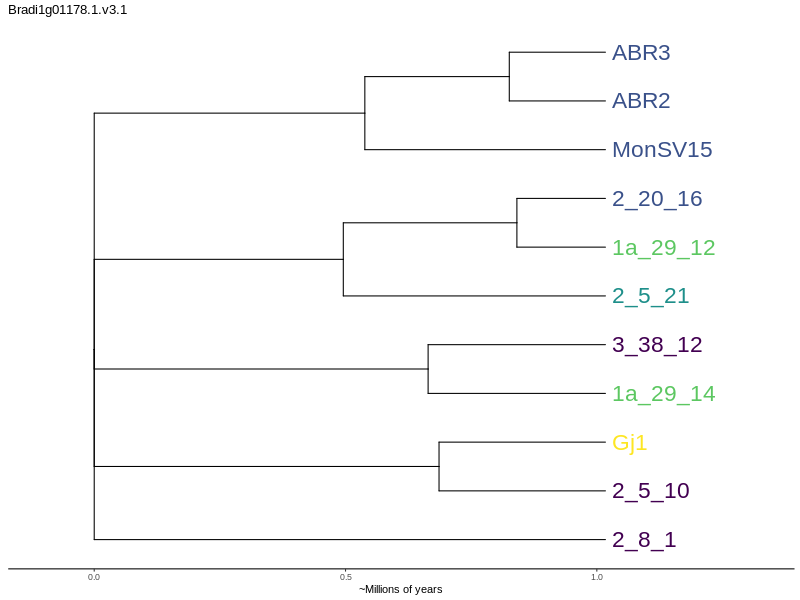 Bradi1g01178.1.v3.1
ABR3
ABR2
MonSV15
2_20_16
1a_29_12
2_5_21
3_38_12
1a_29_14
Gj1
2_5_10
2_8_1
0.0 0.5 1.0
~Millions of years